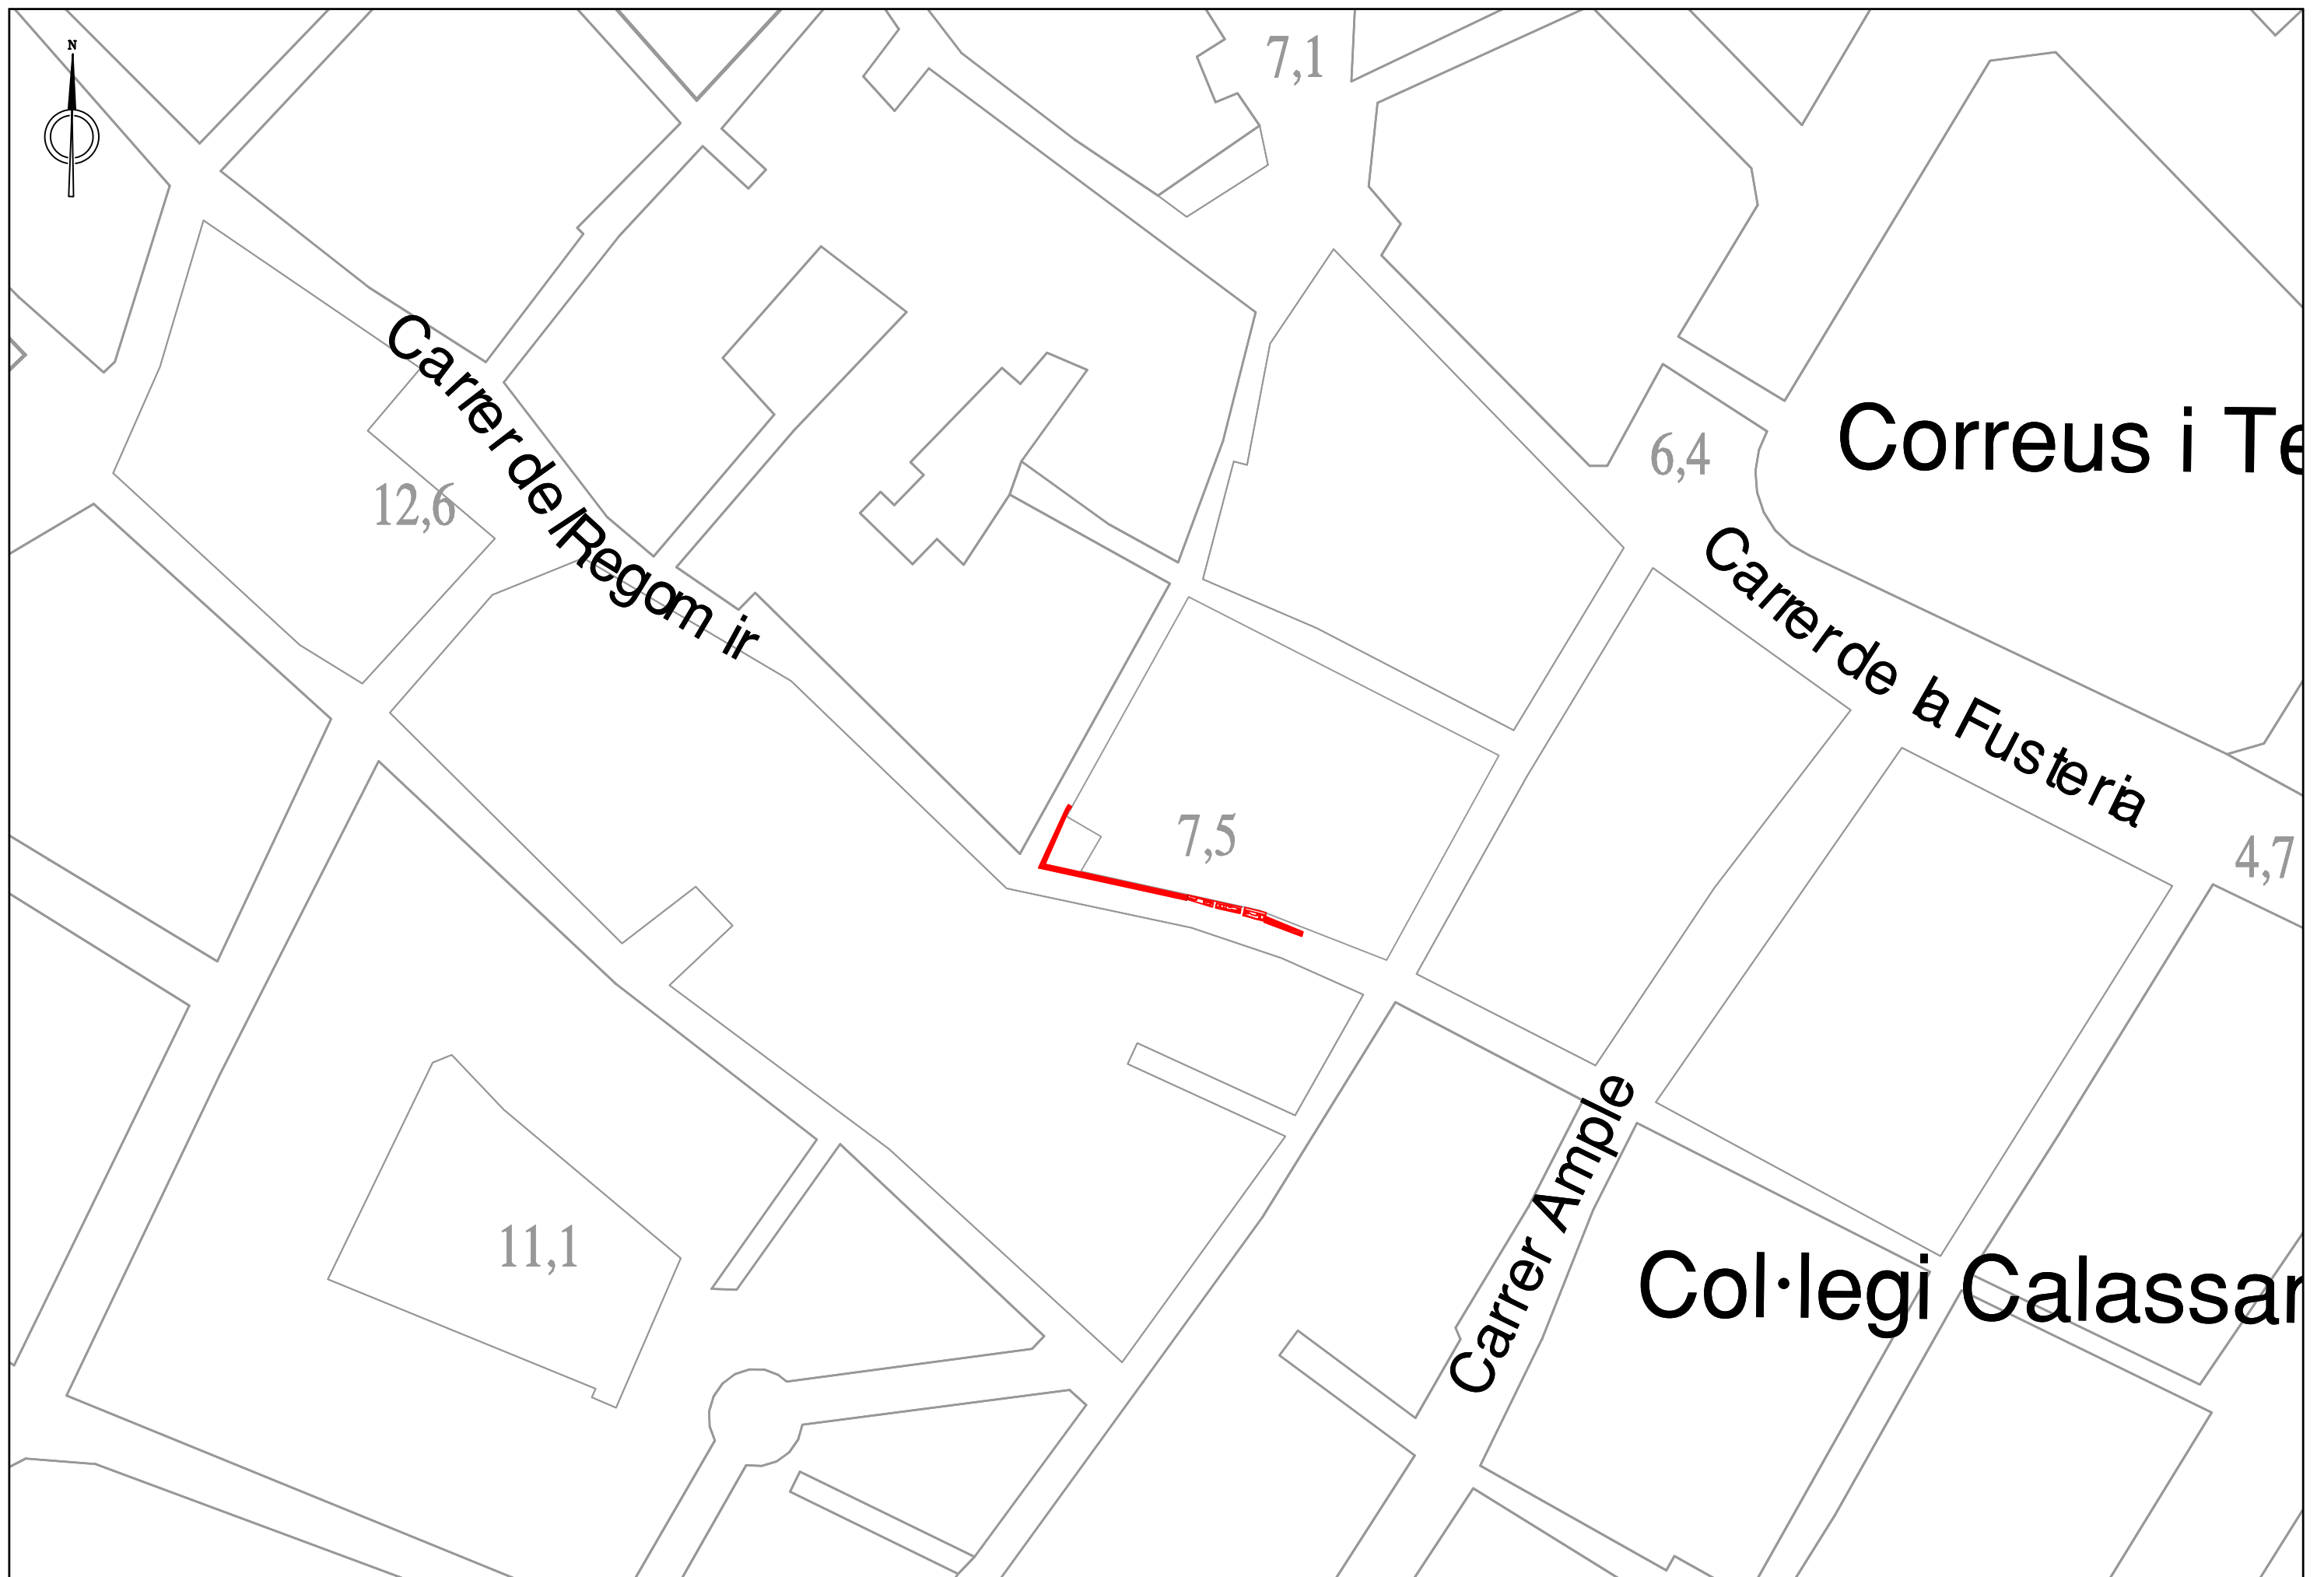 N
7,1
Carrer del Regomir
6,4
Correus i Te
12,6
Carrer de la Fusteria
7,5
4,7
Carrer Ample
11,1
Col·legi Calassan